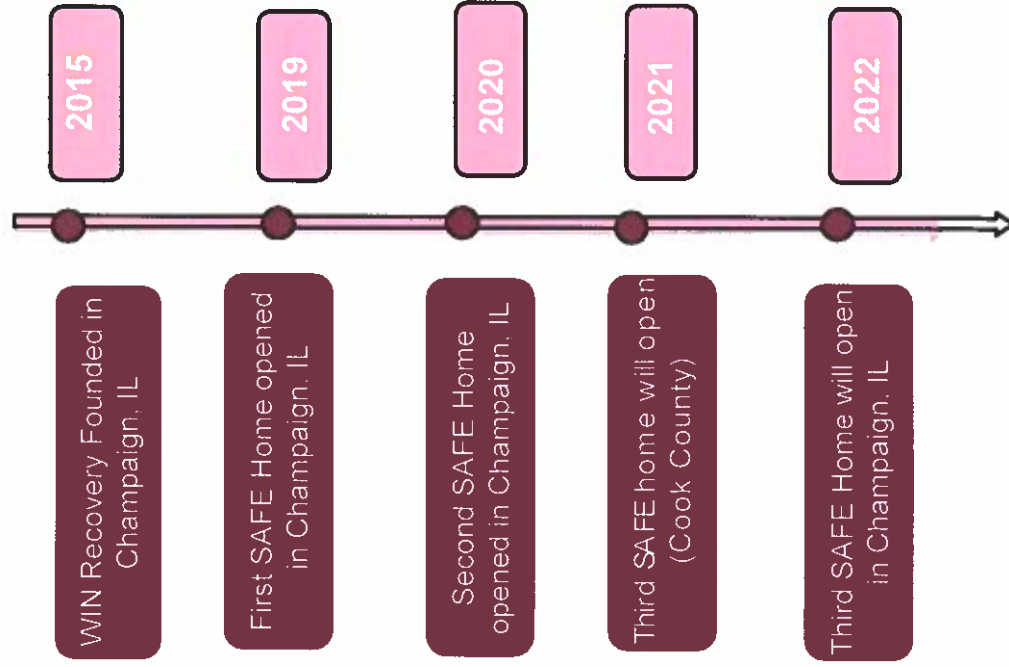 2015
WIN Recovery Founded in
Champaign, IL
2019
First SAFE Home opened
in Champaign, IL
2020
Second SAFE Home
opened in Champaign, IL
2021
Third SAFE home will open
(Cook County)
2022
Third SAFE Home will open
in Champaign, IL